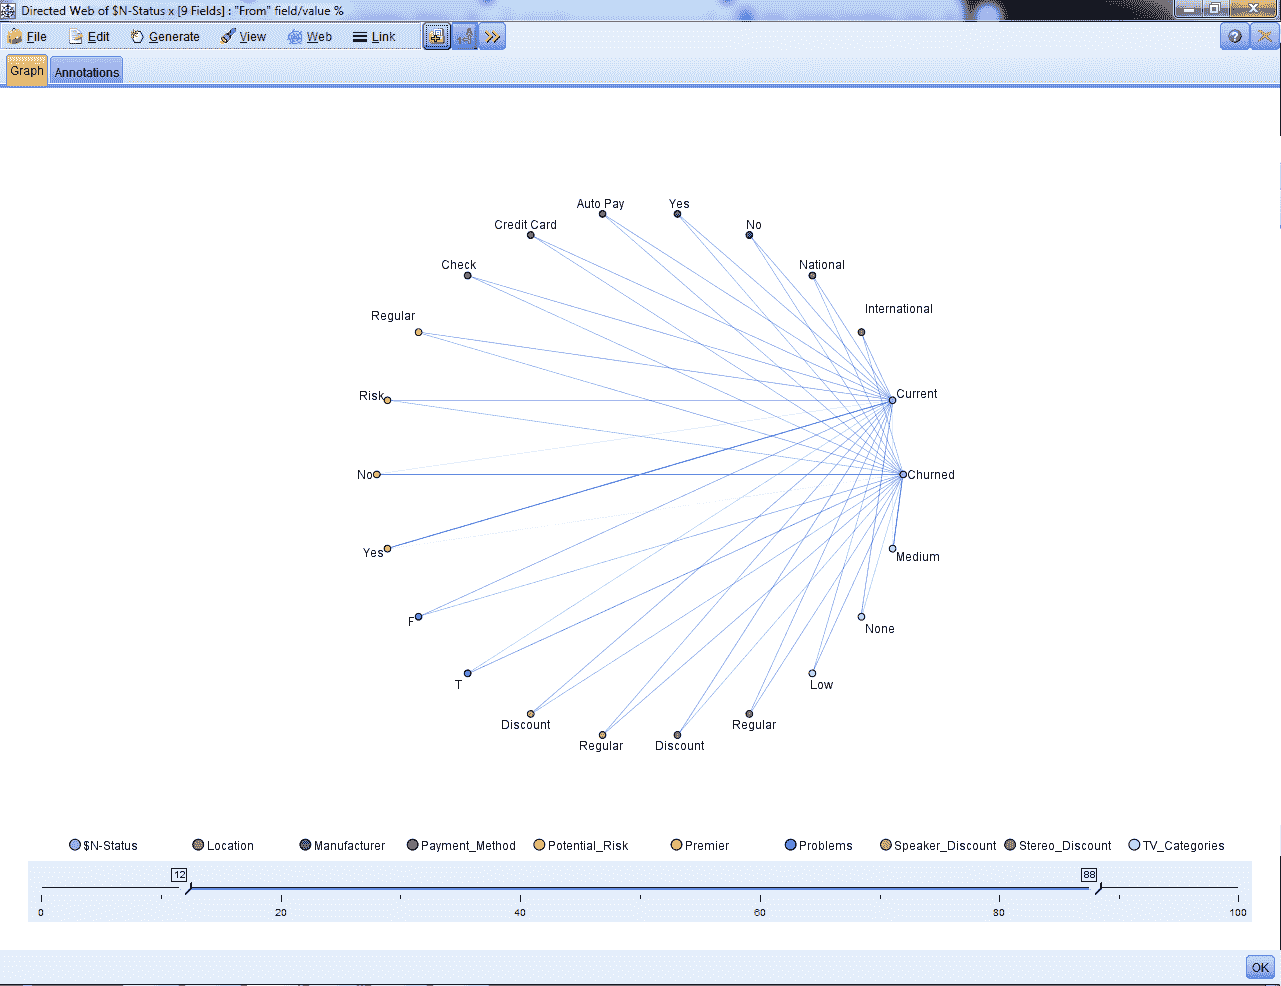 Directed Web of $N-Status x [9 Fields] : "From" field/value %
File Edit Generate View Web Link
Graph Annotations
Auto Pay Yes
Credit Card No
Check National
Regular International
Risk Current
No Churned
Yes Medium
F None
T Low
Discount Regular
Regular Discount
$N-Status Location Manufacturer Payment_Method Potential_Risk Premier Problems Speaker_Discount Stereo_Discount TV_Categories
12 88
0 20 40 60 80 100
OK